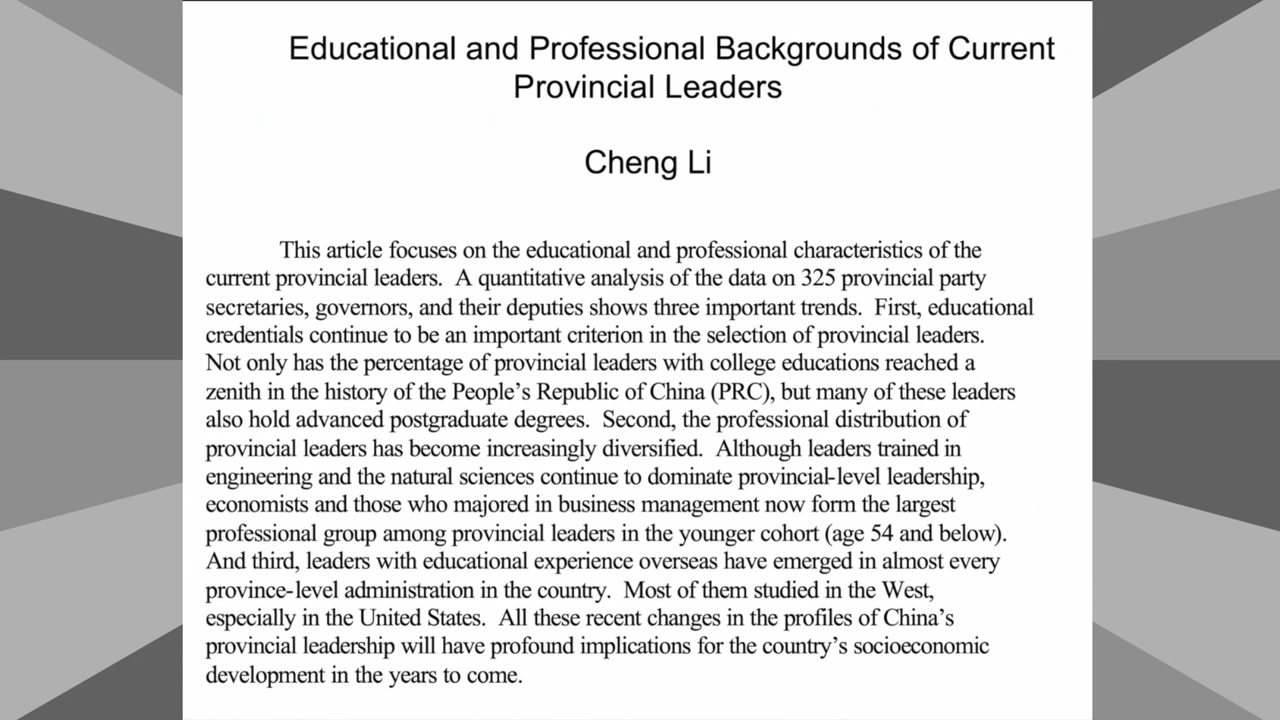 Educational and Professional Backgrounds of Current
Provincial Leaders
Cheng Li
This article focuses on the educational and professional characteristics of the
current provincial leaders. A quantitative analysis of the data on 325 provincial party
secretaries, governors, and their deputies shows three important trends. First, educational
credentials continue to be an important criterion in the selection of provincial leaders.
Not only has the percentage of provincial leaders with college educations reached a
zenith in the history of the People's Republic of China (PRC), but many of these leaders
also hold advanced postgraduate degrees. Second, the professional distribution of
provincial leaders has become increasingly diversified. Although leaders trained in
engineering and the natural sciences continue to dominate provincial-level leadership,
economists and those who majored in business management now form the largest
professional group among provincial leaders in the younger cohort (age 54 and below).
And third, leaders with educational experience overseas have emerged in almost every
province-level administration in the country. Most of them studied in the West,
especially in the United States. All these recent changes in the profiles of China's
provincial leadership will have profound implications for the country's socioeconomic
development in the years to come.